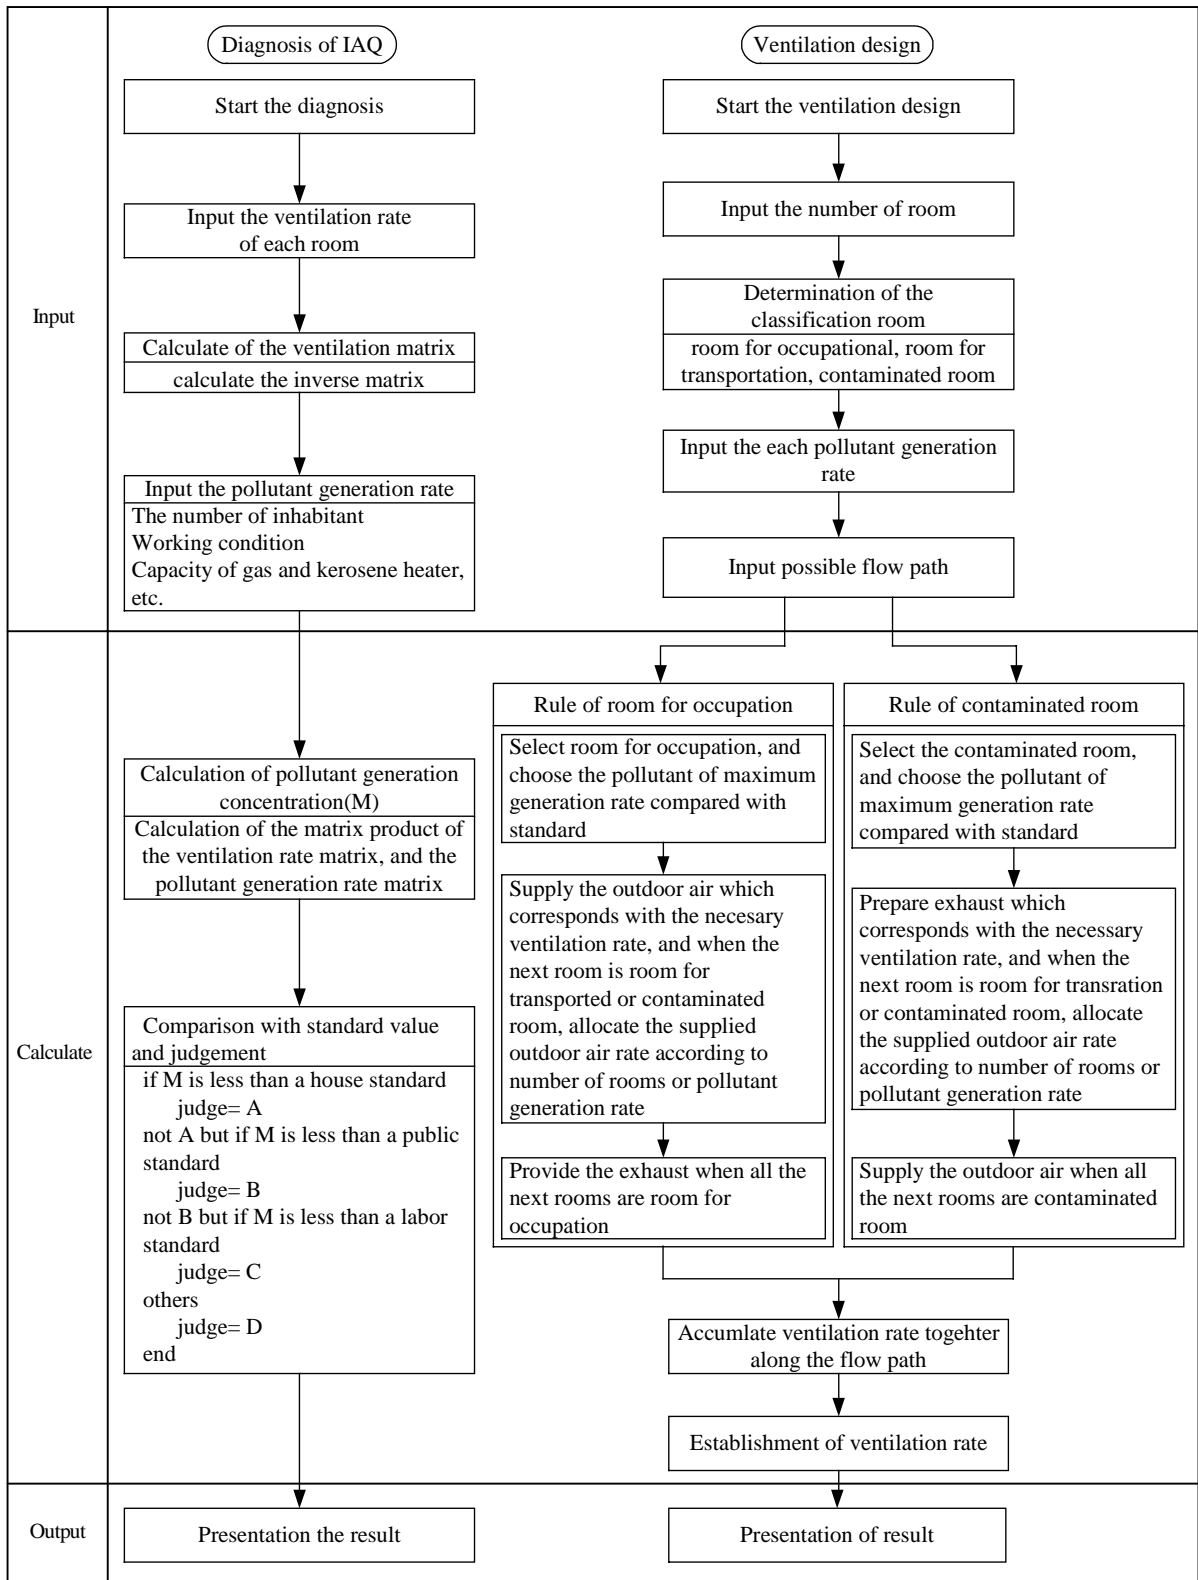 Input
Calculate
Output
Diagnosis of IAQ
Start the diagnosis
Input the ventilation rate
of each room
Calculate of the ventilation matrix
calculate the inverse matrix
Input the pollutant generation rate
The number of inhabitant
Working condition
Capacity of gas and kerosene heater,
etc.
Calculation of pollutant generation
concentration(M)
Calculation of the matrix product of
the ventilation rate matrix, and the
pollutant generation rate matrix
Comparison with standard value
and judgement
if M is less than a house standard
judge= A
not A but if M is less than a public
standard
judge= B
not B but if M is less than a labor
standard
judge= C
others
judge= D
end
Presentation the result
Ventilation design
Start the ventilation design
Input the number of room
Determination of the
classification room
room for occupational, room for
transportation, contaminated room
Input the each pollutant generation
rate
Input possible flow path
Rule of room for occupation
Select room for occupation, and
choose the pollutant of maximum
generation rate compared with
standard
Supply the outdoor air which
corresponds with the necesary
ventilation rate, and when the
next room is room for
transported or contaminated
room, allocate the supplied
outdoor air rate according to
number of rooms or pollutant
generation rate
Provide the exhaust when all the
next rooms are room for
occupation
Rule of contaminated room
Select the contaminated room,
and choose the pollutant of
maximum generation rate
compared with standard
Prepare exhaust which
corresponds with the necessary
ventilation rate, and when the
next room is room for transration
or contaminated room, allocate
the supplied outdoor air rate
according to number of rooms or
pollutant generation rate
Supply the outdoor air when all
the next rooms are contaminated
room
Accumlate ventilation rate togehter
along the flow path
Establishment of ventilation rate
Presentation of result